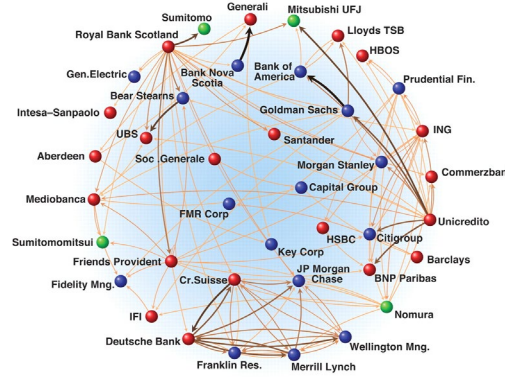 Generali
Sumitomo
Mitsubishi UFJ
Royal Bank Scotland
Lloyds TSB
HBOS
Gen.Electric
Bank Nova
Scotia
Bank of
America
Prudential Fin.
Bear Stearns
Goldman Sachs
Intesa–Sanpaolo
UBS
Santander
ING
Aberdeen
Soc.Generale
Morgan Stanley
Commerzbar
Capital Group
Mediobanca
FMR Corp
Unicredito
HSBC
Citigroup
Sumitomomitsui
Key Corp
Barclays
Friends Provident
JP Morgan
Chase
BNP Paribas
Fidelity Mng.
Cr.Suisse
Nomura
IFI
Deutsche Bank
Wellington Mng.
Franklin Res.
Merrill Lynch